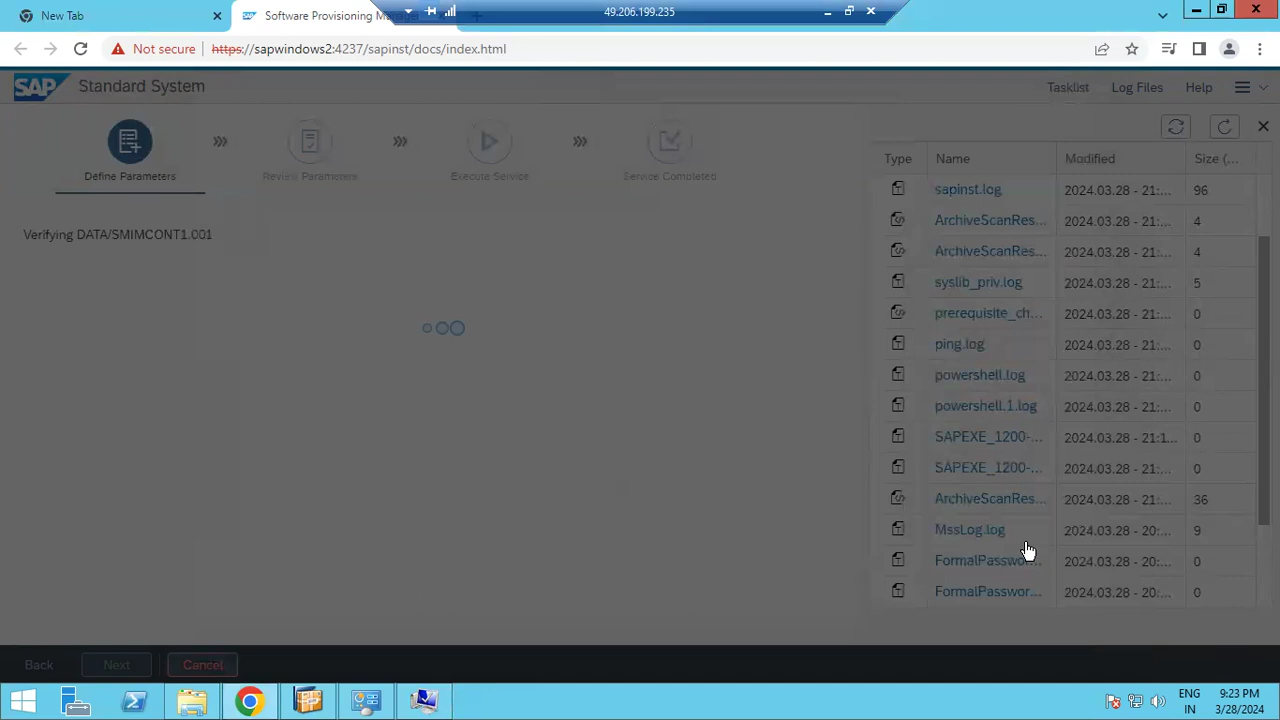 New Tab
Software Provisioning Man
49.206.199.235
Not secure
https://sapwindows2:4237/sapinst/docs/index.html
SAP
Standard System
Tasklist
Log Files
Help
Define Parameters
Review Parameters
Execute Service
Service Completed
Verifying DATA/SMIMCONT1.001
Type Name Modified Size (...
sapinst.log 2024.03.28 - 21:... 96
ArchiveScanRes... 2024.03.28 - 21:... 4
ArchiveScanRes... 2024.03.28 - 21:... 4
syslib_priv.log 2024.03.28 - 21:... 5
prerequisite_ch... 2024.03.28 - 21:... 0
ping.log 2024.03.28 - 21:... 0
powershell.log 2024.03.28 - 21:... 0
powershell.1.log 2024.03.28 - 21:... 0
SAPEXE_1200-... 2024.03.28 - 21:1... 0
SAPEXE_1200-... 2024.03.28 - 21:... 0
ArchiveScanRes... 2024.03.28 - 21:... 36
MssLog.log 2024.03.28 - 20:... 9
FormalPasswor... 2024.03.28 - 20:... 0
FormalPasswor... 2024.03.28 - 20:... 0
Back
Next
Cancel
ENG
IN
9:23 PM
3/28/2024